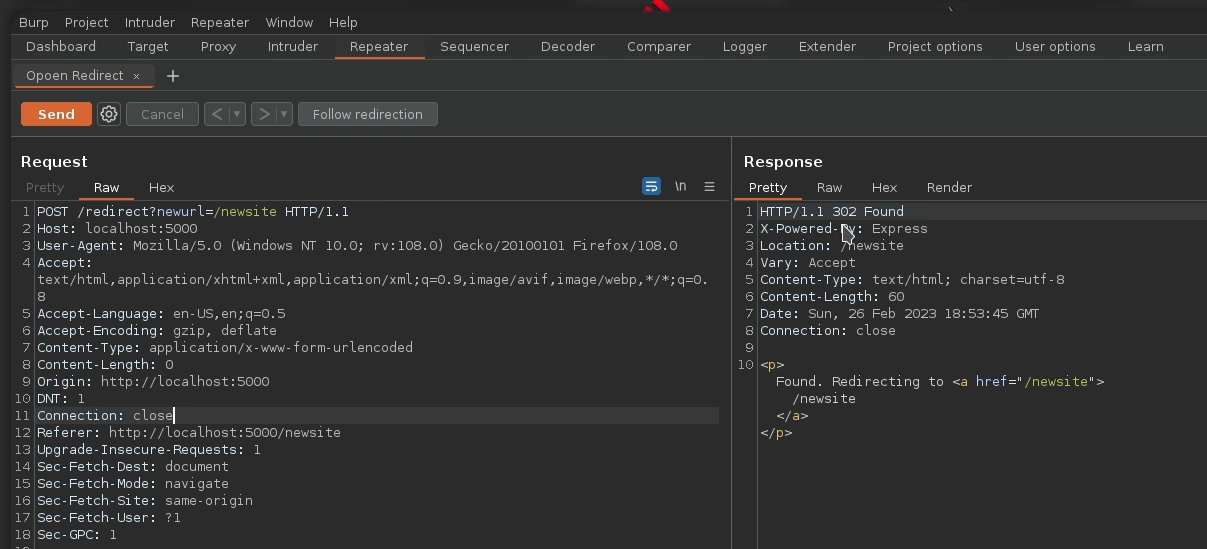 Burp Project Intruder Repeater Window Help
Dashboard Target Proxy Intruder Repeater Sequencer Decoder Comparer Logger Extender Project options User options Learn
Opoen Redirect × +
Send Cancel < > Follow redirection
Request
Pretty Raw Hex \n
1 POST /redirect?newurl=/newsite HTTP/1.1
2 Host: localhost:5000
3 User-Agent: Mozilla/5.0 (Windows NT 10.0; rv:108.0) Gecko/20100101 Firefox/108.0
4 Accept:
text/html,application/xhtml+xml,application/xml;q=0.9,image/avif,image/webp,*/*;q=0.
8
5 Accept-Language: en-US,en;q=0.5
6 Accept-Encoding: gzip, deflate
7 Content-Type: application/x-www-form-urlencoded
8 Content-Length: 0
9 Origin: http://localhost:5000
10 DNT: 1
11 Connection: close
12 Referer: http://localhost:5000/newsite
13 Upgrade-Insecure-Requests: 1
14 Sec-Fetch-Dest: document
15 Sec-Fetch-Mode: navigate
16 Sec-Fetch-Site: same-origin
17 Sec-Fetch-User: ?1
18 Sec-GPC: 1
Response
Pretty Raw Hex Render
1 HTTP/1.1 302 Found
2 X-Powered-By: Express
3 Location: /newsite
4 Vary: Accept
5 Content-Type: text/html; charset=utf-8
6 Content-Length: 60
7 Date: Sun, 26 Feb 2023 18:53:45 GMT
8 Connection: close
9
10 <p>
Found. Redirecting to <a href="/newsite">
/newsite
</a>
</p>